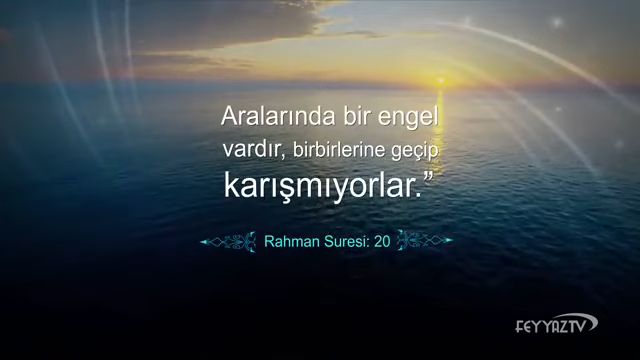 Aralarında bir engel
vardır, birbirlerine geçip
karışmıyorlar.”
Rahman Suresi: 20
FEYYAZTV